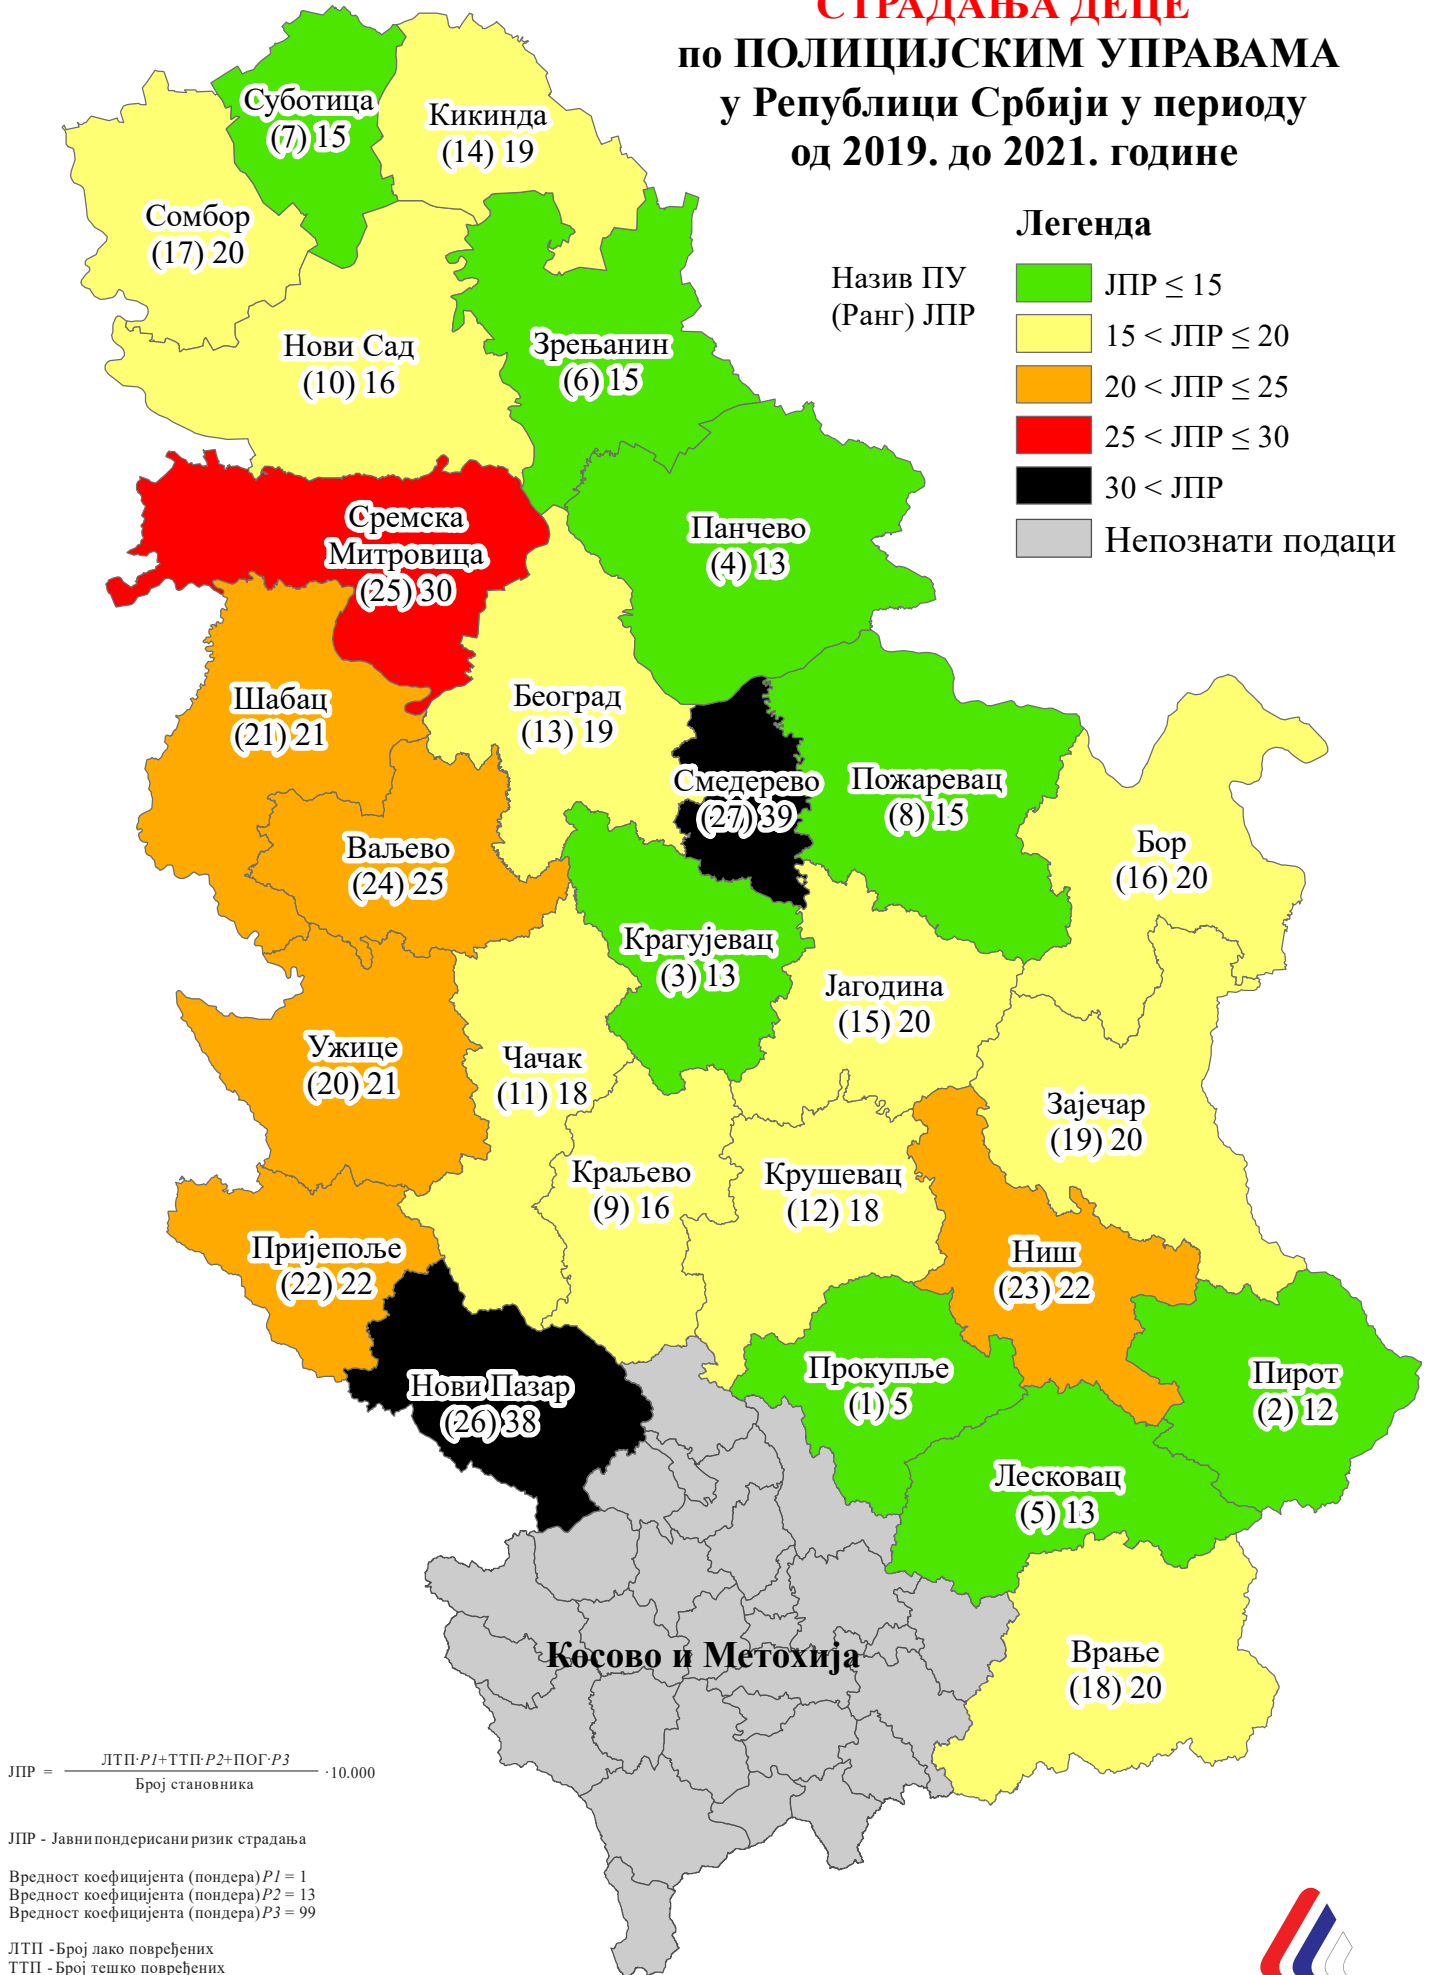 СТРАДАЊА ДЕЦЕ
по ПОЛИЦИЈСКИМ УПРАВАМА
у Републици Србији у периоду
од 2019. до 2021. године
Легенда
Назив ПУ
(Ранг) ЈПР
ЈПР ≤ 15
15 < ЈПР ≤ 20
20 < ЈПР ≤ 25
25 < ЈПР ≤ 30
30 < ЈПР
Непознати подаци
Суботица
(7) 15
Кикинда
(14) 19
Сомбор
(17) 20
Нови Сад
(10) 16
Зрењанин
(6) 15
Сремска
Митровица
(25) 30
Панчево
(4) 13
Шабац
(21) 21
Београд
(13) 19
Смедерево
(27) 39
Пожаревац
(8) 15
Ваљево
(24) 25
Бор
(16) 20
Крагујевац
(3) 13
Јагодина
(15) 20
Ужице
(20) 21
Чачак
(11) 18
Зајечар
(19) 20
Краљево
(9) 16
Крушевац
(12) 18
Пријепоље
(22) 22
Ниш
(23) 22
Нови Пазар
(26) 38
Прокупље
(1) 5
Пирот
(2) 12
Лесковац
(5) 13
Косово и Метохија
Врање
(18) 20
ЈПР = ЛТП·P1+ТТП·P2+ПОГ·P3
Број становника
·10.000
ЈПР - Јавни пондерисани ризик страдања
Вредност коефицијента (пондера) P1 = 1
Вредност коефицијента (пондера) P2 = 13
Вредност коефицијента (пондера) P3 = 99
ЛТП - Број лако повређених
ТТП - Број тешко повређених